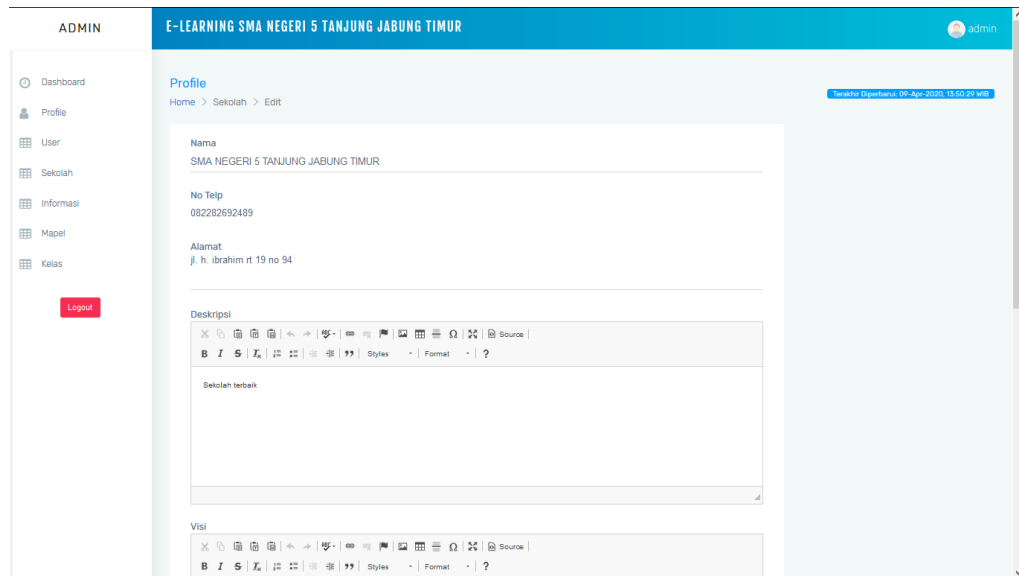 ADMIN
E-LEARNING SMA NEGERI 5 TANJUNG JABUNG TIMUR
admin
Dashboard
Profile
User
Sekolah
Informasi
Mapel
Kelas
Logout
Profile
Home > Sekolah > Edit
Terakhir Diperbarui: 09-Apr-2020, 13:50:29 WIB
Nama
SMA NEGERI 5 TANJUNG JABUNG TIMUR
No Telp
082282692489
Alamat
jl. h. ibrahim rt 19 no 94
Deskripsi
Source
B I S Ix Styles Format ?
Sekolah terbaik
Visi
Source
B I S Ix Styles Format ?